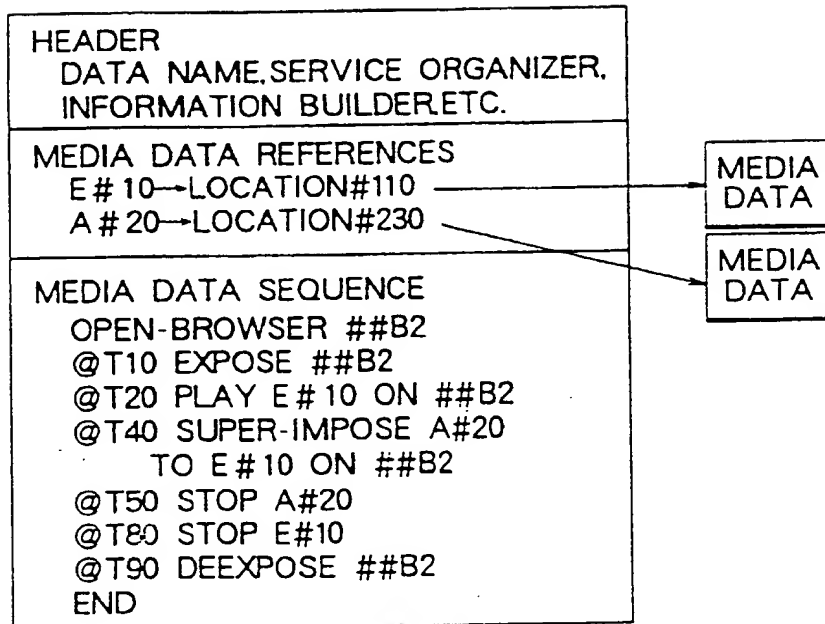 HEADER
DATA NAME,SERVICE ORGANIZER,
INFORMATION BUILDER,ETC.
MEDIA DATA REFERENCES
E#10→LOCATION#110
A#20→LOCATION#230
MEDIA
DATA
MEDIA
DATA
MEDIA DATA SEQUENCE
OPEN-BROWSER ##B2
@T10 EXPOSE ##B2
@T20 PLAY E#10 ON ##B2
@T40 SUPER-IMPOSE A#20
TO E#10 ON ##B2
@T50 STOP A#20
@T80 STOP E#10
@T90 DEEXPOSE ##B2
END